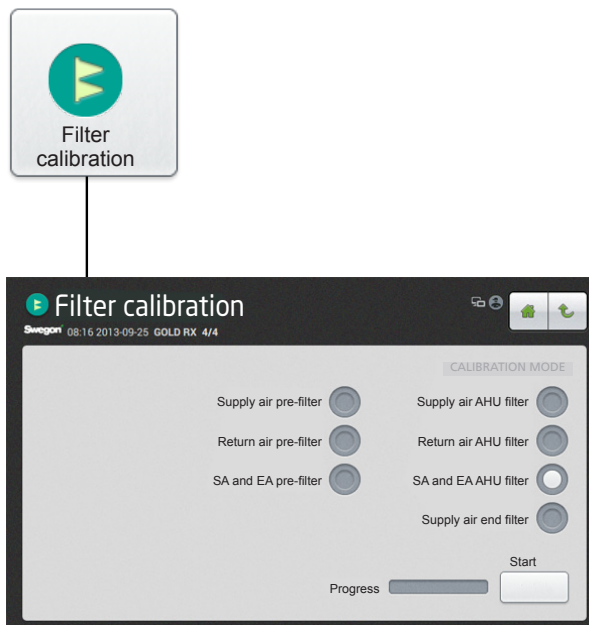 Filter
calibration
Filter calibration
Swegon 08:16 2013-09-25 GOLD RX 4/4
CALIBRATION MODE
Supply air pre-filter Supply air AHU filter
Return air pre-filter Return air AHU filter
SA and EA pre-filter SA and EA AHU filter
Supply air end filter
Start
Progress